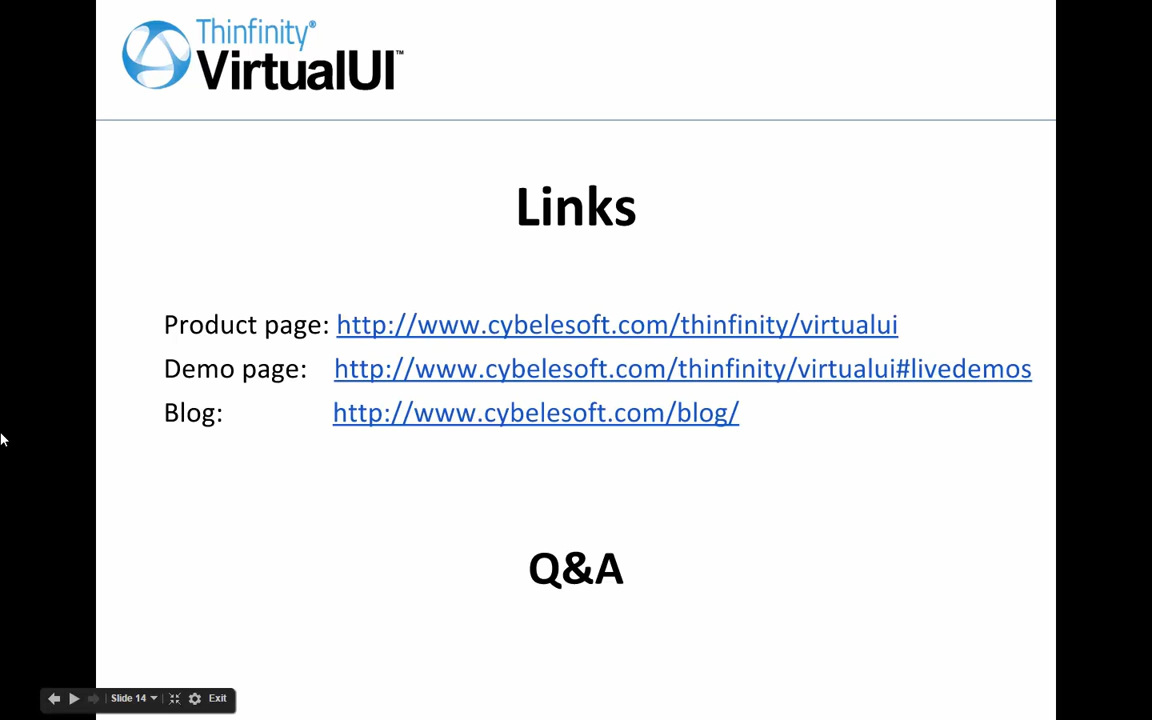 Thinfinity®
VirtualUI™
Links
Product page: http://www.cybelesoft.com/thinfinity/virtualui
Demo page: http://www.cybelesoft.com/thinfinity/virtualui#livedemos
Blog: http://www.cybelesoft.com/blog/
Q&A
Slide 14 Exit